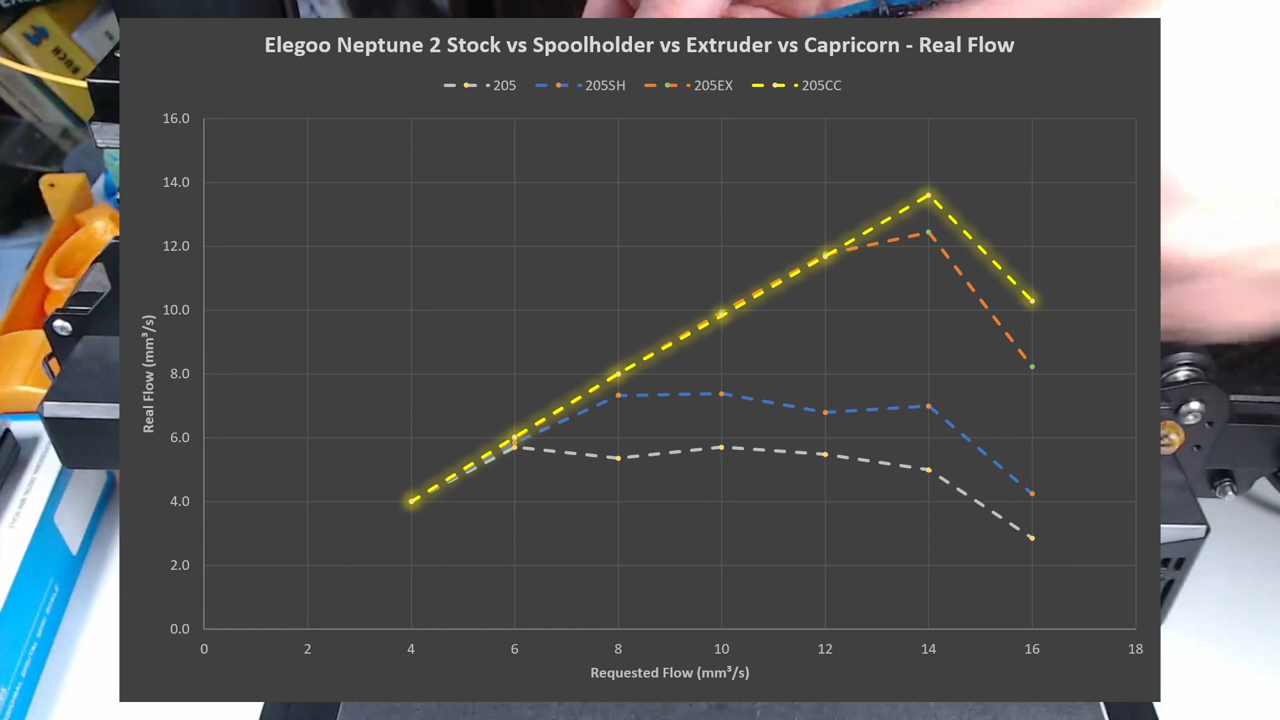 Elegoo Neptune 2 Stock vs Spoolholder vs Extruder vs Capricorn - Real Flow
205 205SH 205EX 205CC
16.0
14.0
12.0
10.0
8.0
6.0
4.0
2.0
0.0
Real Flow (mm³/s)
0 2 4 6 8 10 12 14 16 18
Requested Flow (mm³/s)